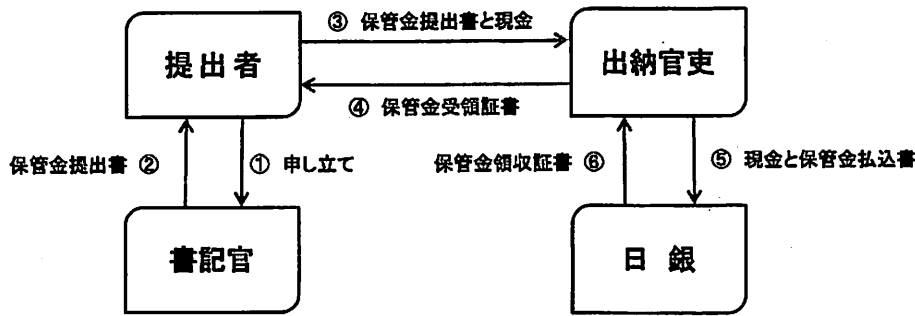 ③ 保管金提出書と現金
提出者
出納官吏
④ 保管金受領証書
保管金提出書 ②
① 申し立て
保管金領収証書 ⑥
⑤ 現金と保管金払込書
書記官
日銀